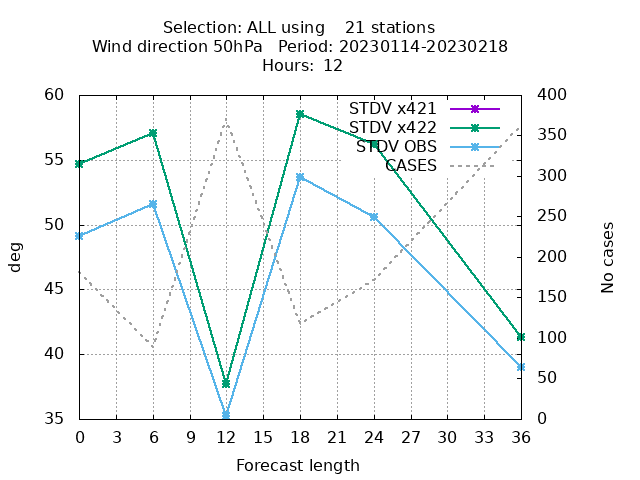 Selection: ALL using    21 stations
Wind direction 50hPa   Period: 20230114-20230218
Hours:  12
60
55
50
45
40
35
400
350
300
250
200
150
100
50
0
STDV x421
STDV x422
STDV OBS
CASES
deg
No cases
0 3 6 9 12 15 18 21 24 27 30 33 36
Forecast length